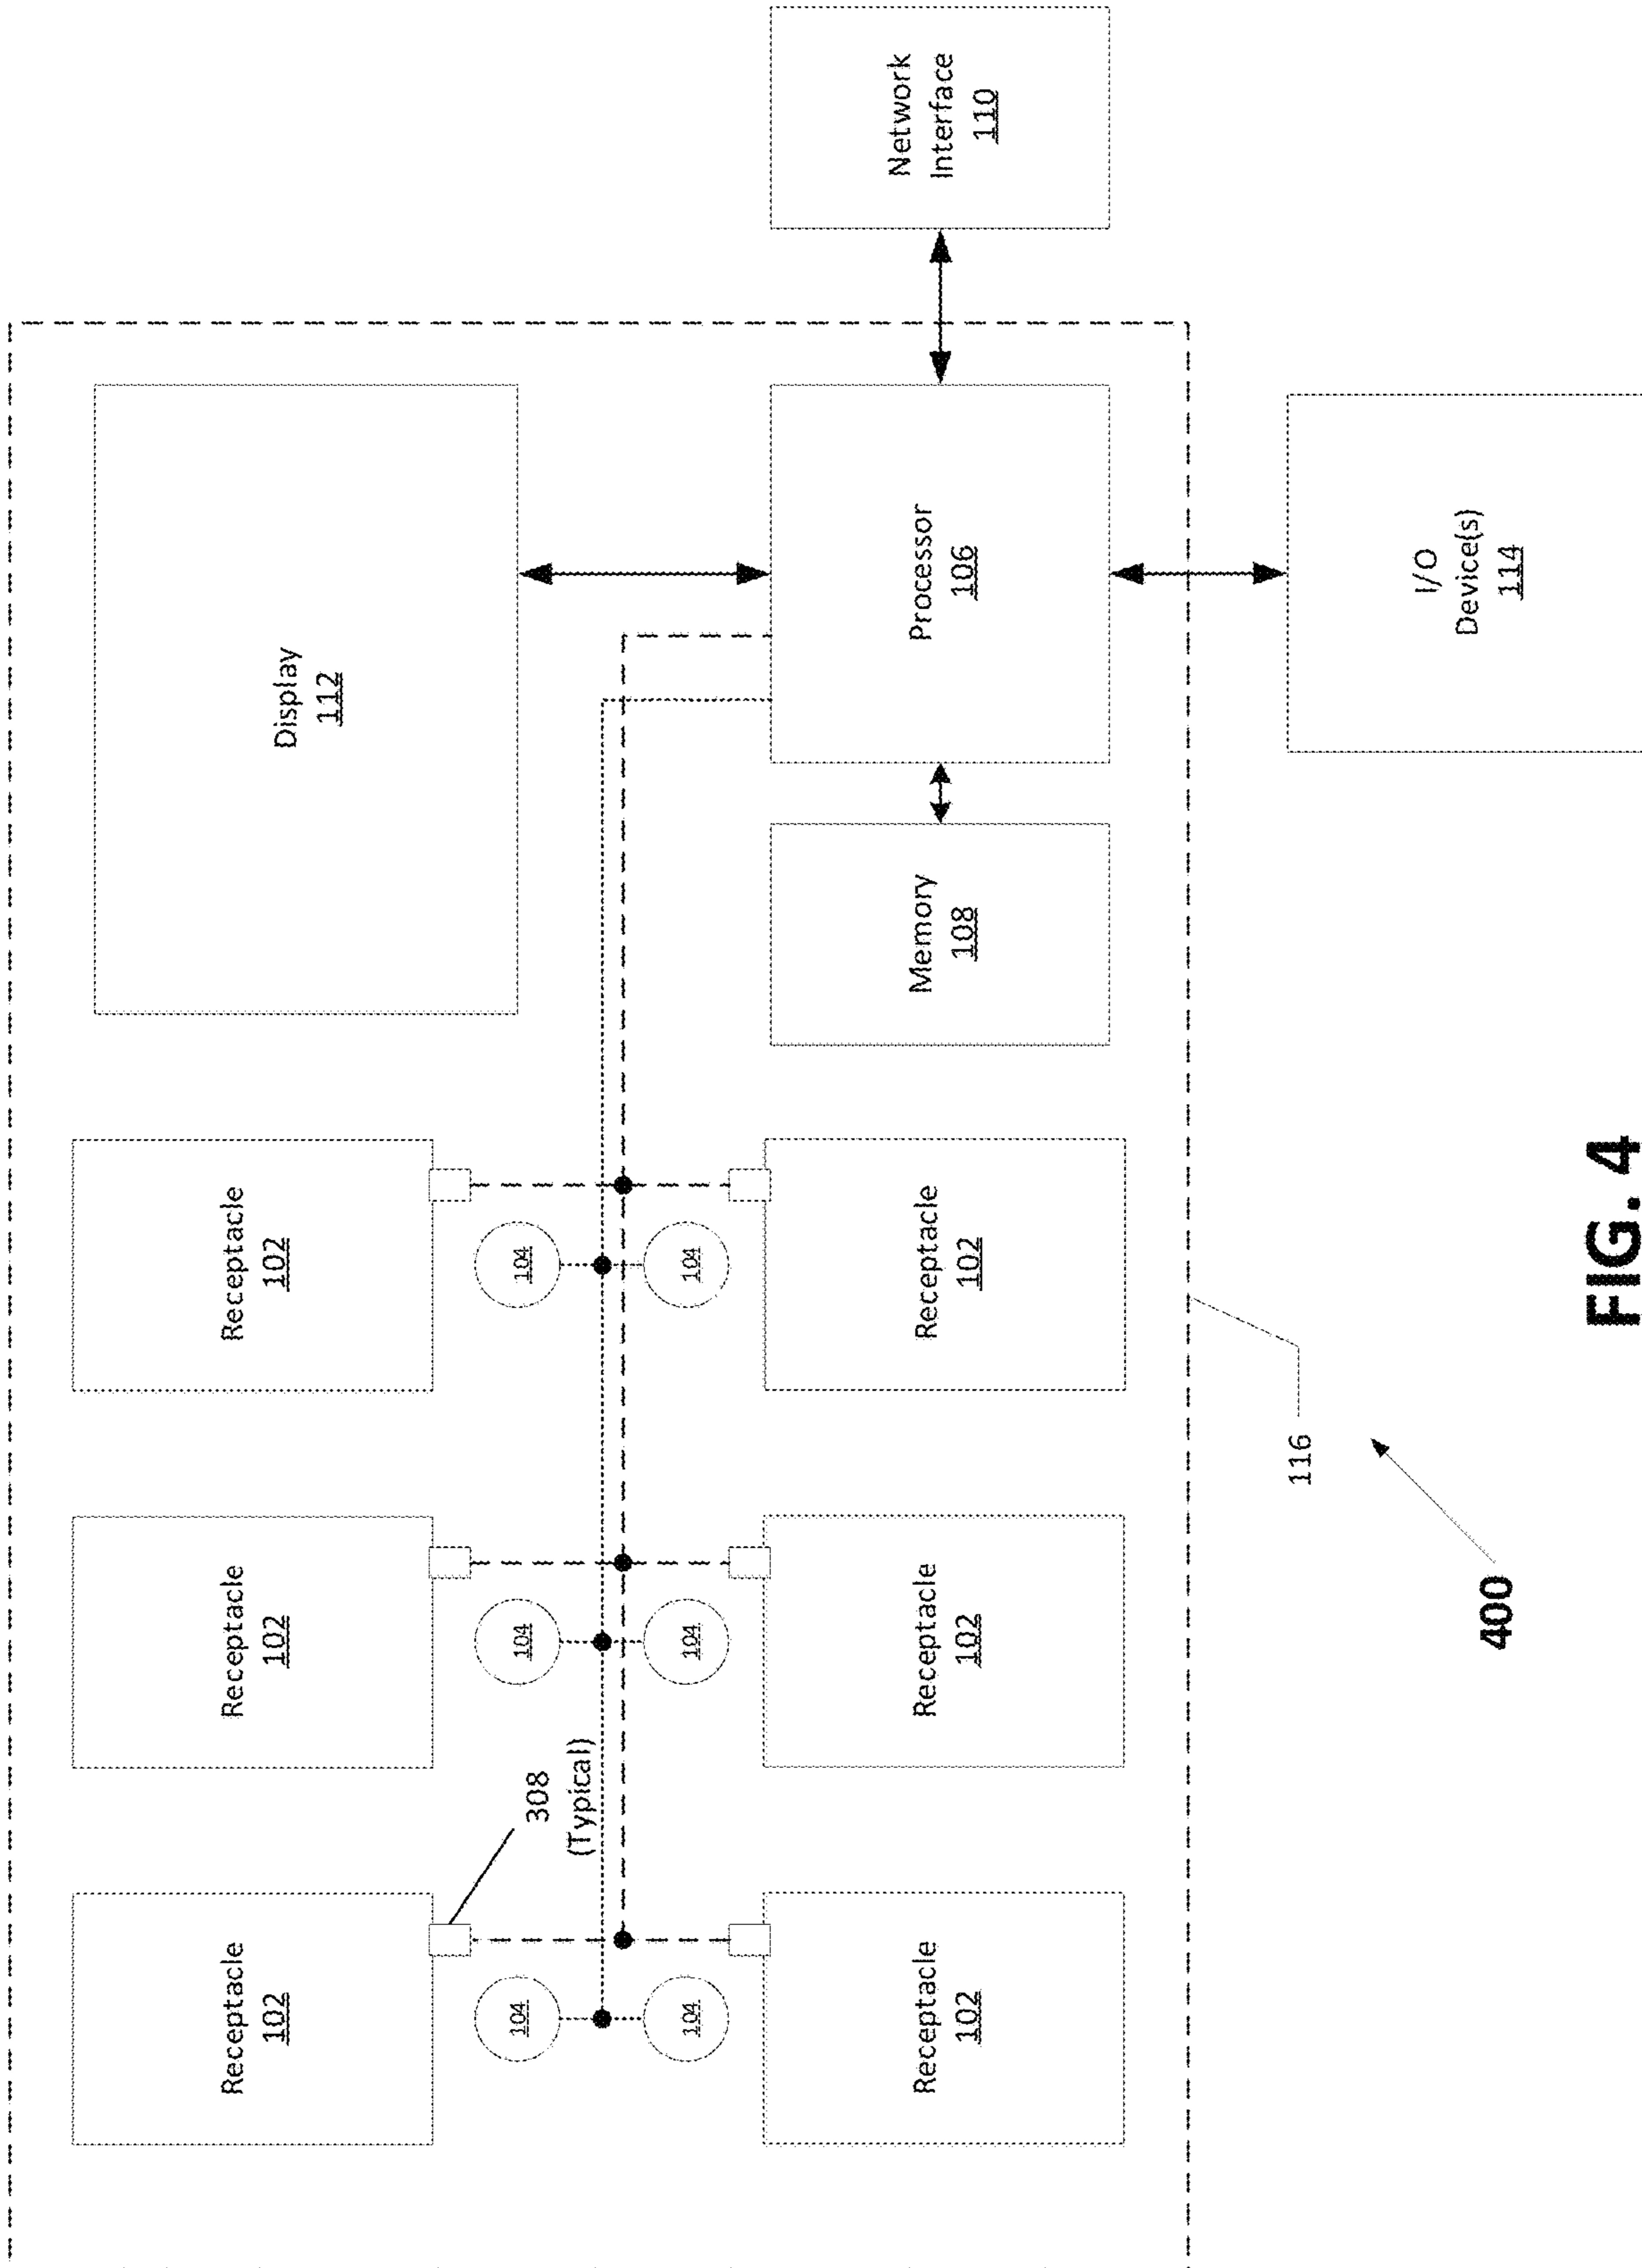 Receptacle
102
Receptacle
102
Receptacle
102
Display
112
308
(Typical)
104
104
104
104
104
104
Receptacle
102
Receptacle
102
Receptacle
102
Memory
108
Processor
106
Network
Interface
110
116
I/O
Device(s)
114
400
FIG. 4